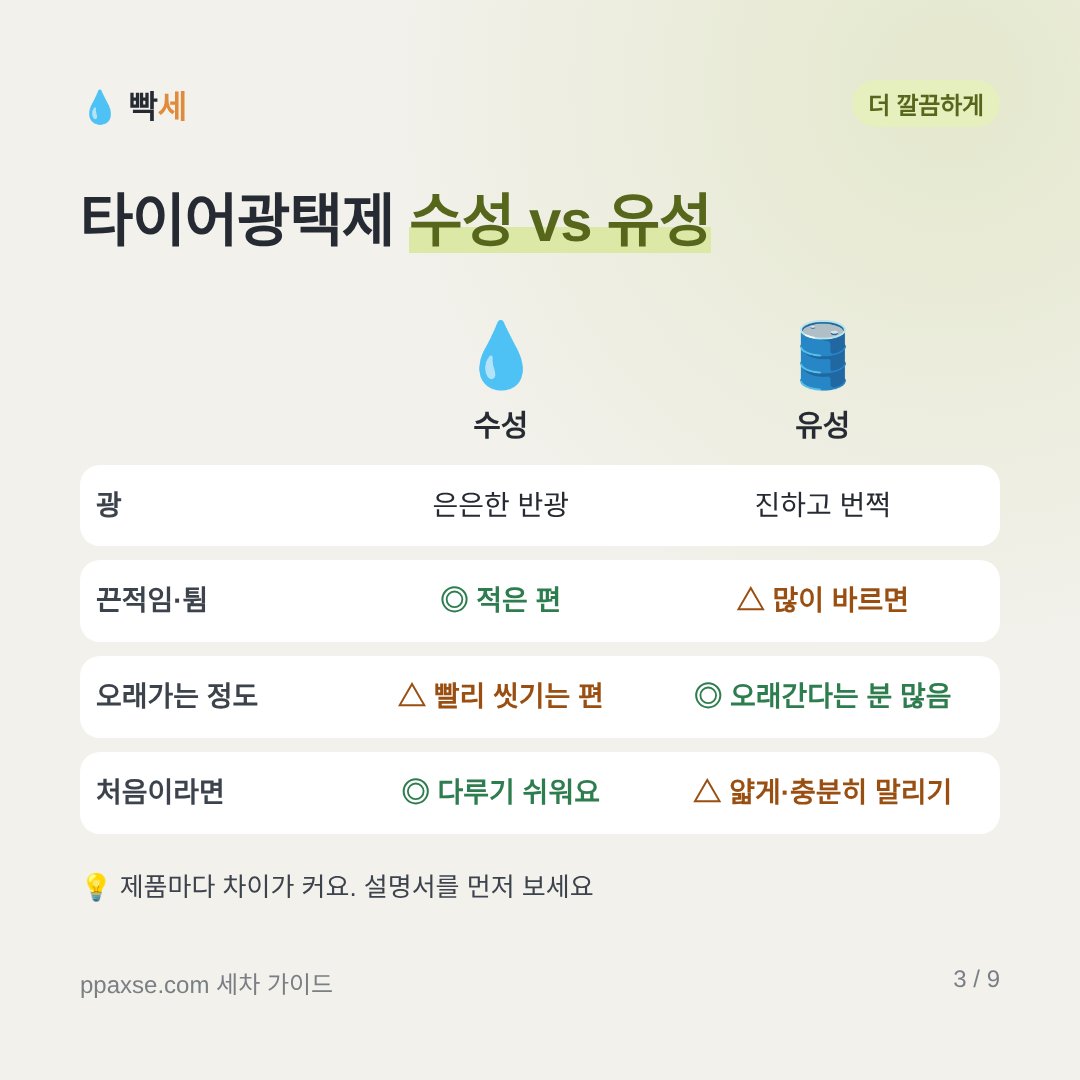 빡세
더 깔끔하게
타이어광택제 수성 vs 유성
수성 유성
광 은은한 반광 진하고 번쩍
끈적임·튐 ◎ 적은 편 △ 많이 바르면
오래가는 정도 △ 빨리 씻기는 편 ◎ 오래간다는 분 많음
처음이라면 ◎ 다루기 쉬워요 △ 얇게·충분히 말리기
제품마다 차이가 커요. 설명서를 먼저 보세요
ppaxse.com 세차 가이드
3 / 9